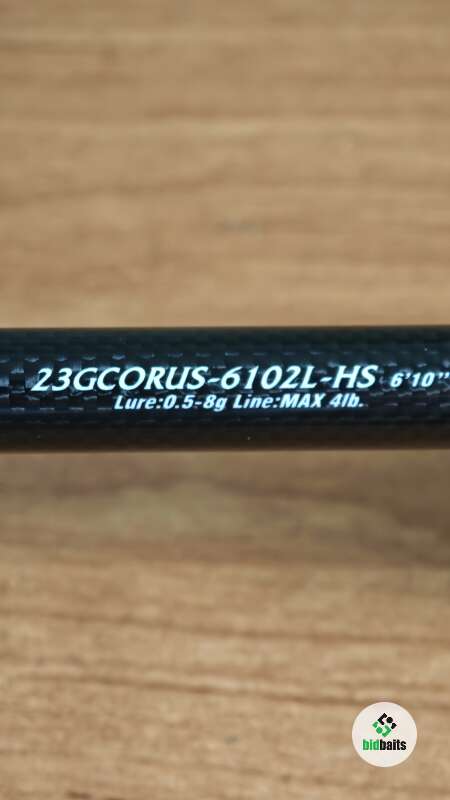 23GCORUS-6102L-HS 6'10"
Lure:0.5-8g Line:MAX 4lb.
bidbaits